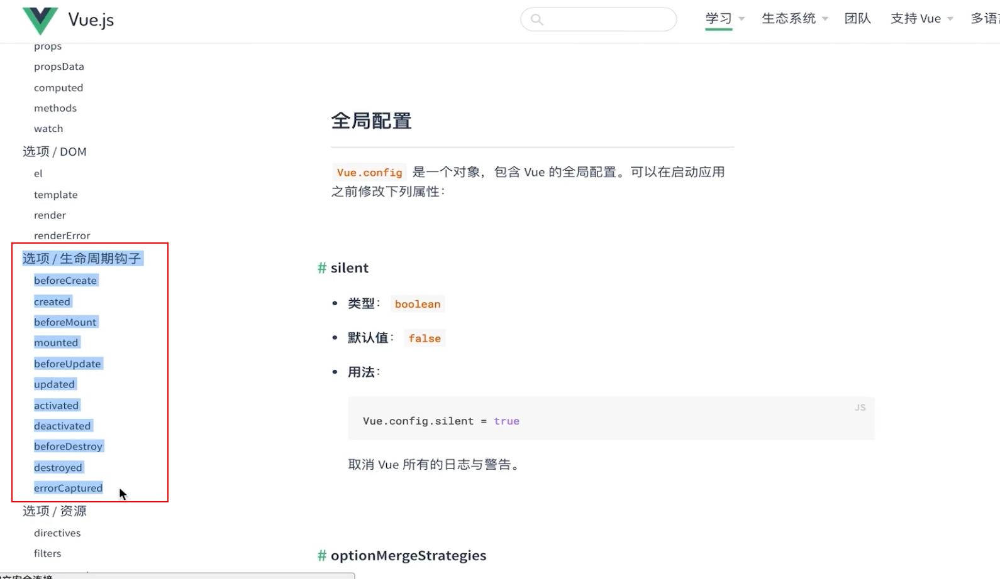 Vue.js
学习
生态系统
团队
支持 Vue
props
propsData
computed
methods
watch
选项 / DOM
el
template
render
renderError
选项 / 生命周期钩子
beforeCreate
created
beforeMount
mounted
beforeUpdate
updated
activated
deactivated
beforeDestroy
destroyed
errorCaptured
选项 / 资源
directives
filters
全局配置
Vue.config 是一个对象，包含 Vue 的全局配置。可以在启动应用
之前修改下列属性：
# silent
• 类型： boolean
• 默认值： false
• 用法：
JS
Vue.config.silent = true
取消 Vue 所有的日志与警告。
# optionMergeStrategies